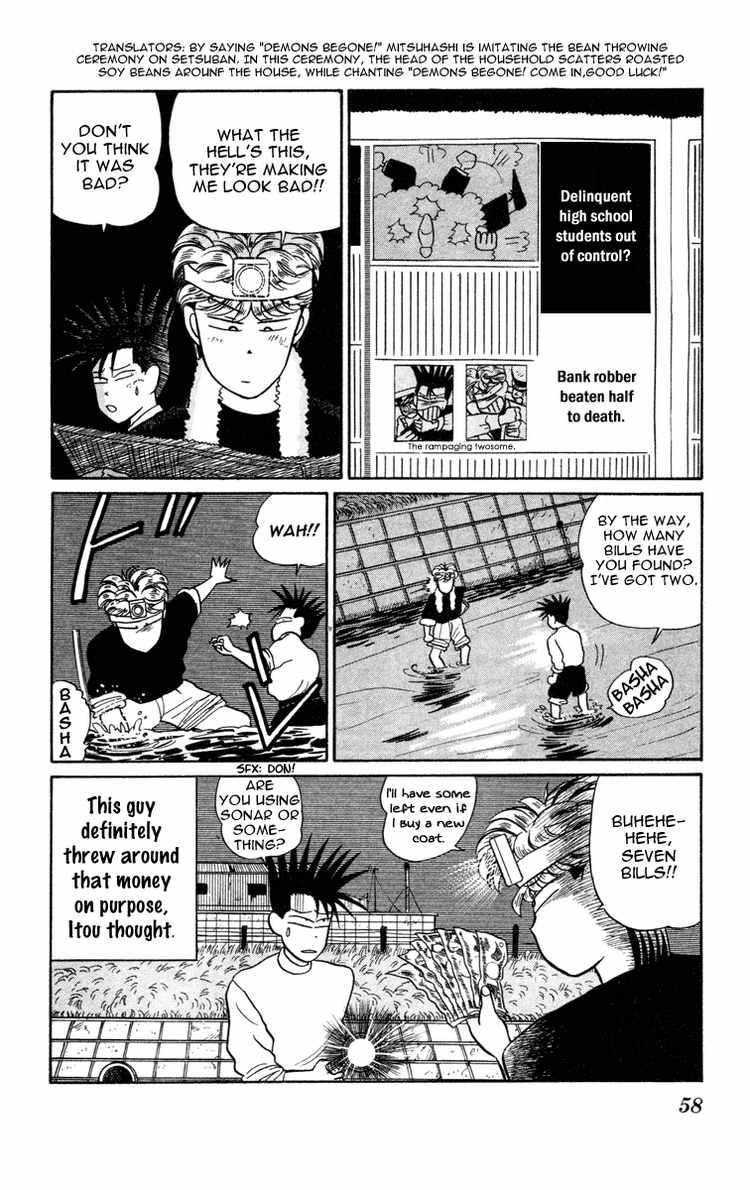 TRANSLATORS: BY SAYING "DEMONS BEGONE!" MITSUHASHI IS IMITATING THE BEAN THROWING
CEREMONY ON SETSUBAN. IN THIS CEREMONY, THE HEAD OF THE HOUSEHOLD SCATTERS ROASTED
SOY BEANS AROUNF THE HOUSE, WHILE CHANTING "DEMONS BEGONE! COME IN,GOOD LUCK!"
DON'T
YOU THINK
IT WAS
BAD?
WHAT THE
HELL'S THIS,
THEY'RE MAKING
ME LOOK BAD!!
Delinquent
high school
students out
of control?
Bank robber
beaten half
to death.
The rampaging twosome.
WAH!!
BASHA
SFX: DON!
BY THE WAY,
HOW MANY
BILLS HAVE
YOU FOUND?
I'VE GOT TWO.
BASHA
BASHA
This guy
definitely
threw around
that money
on purpose,
Itou thought.
ARE
YOU USING
SONAR OR
SOME-
THING?
I'll have some
left even if
I buy a new
coat.
BUHEHE-
HEHE,
SEVEN
BILLS!!
58